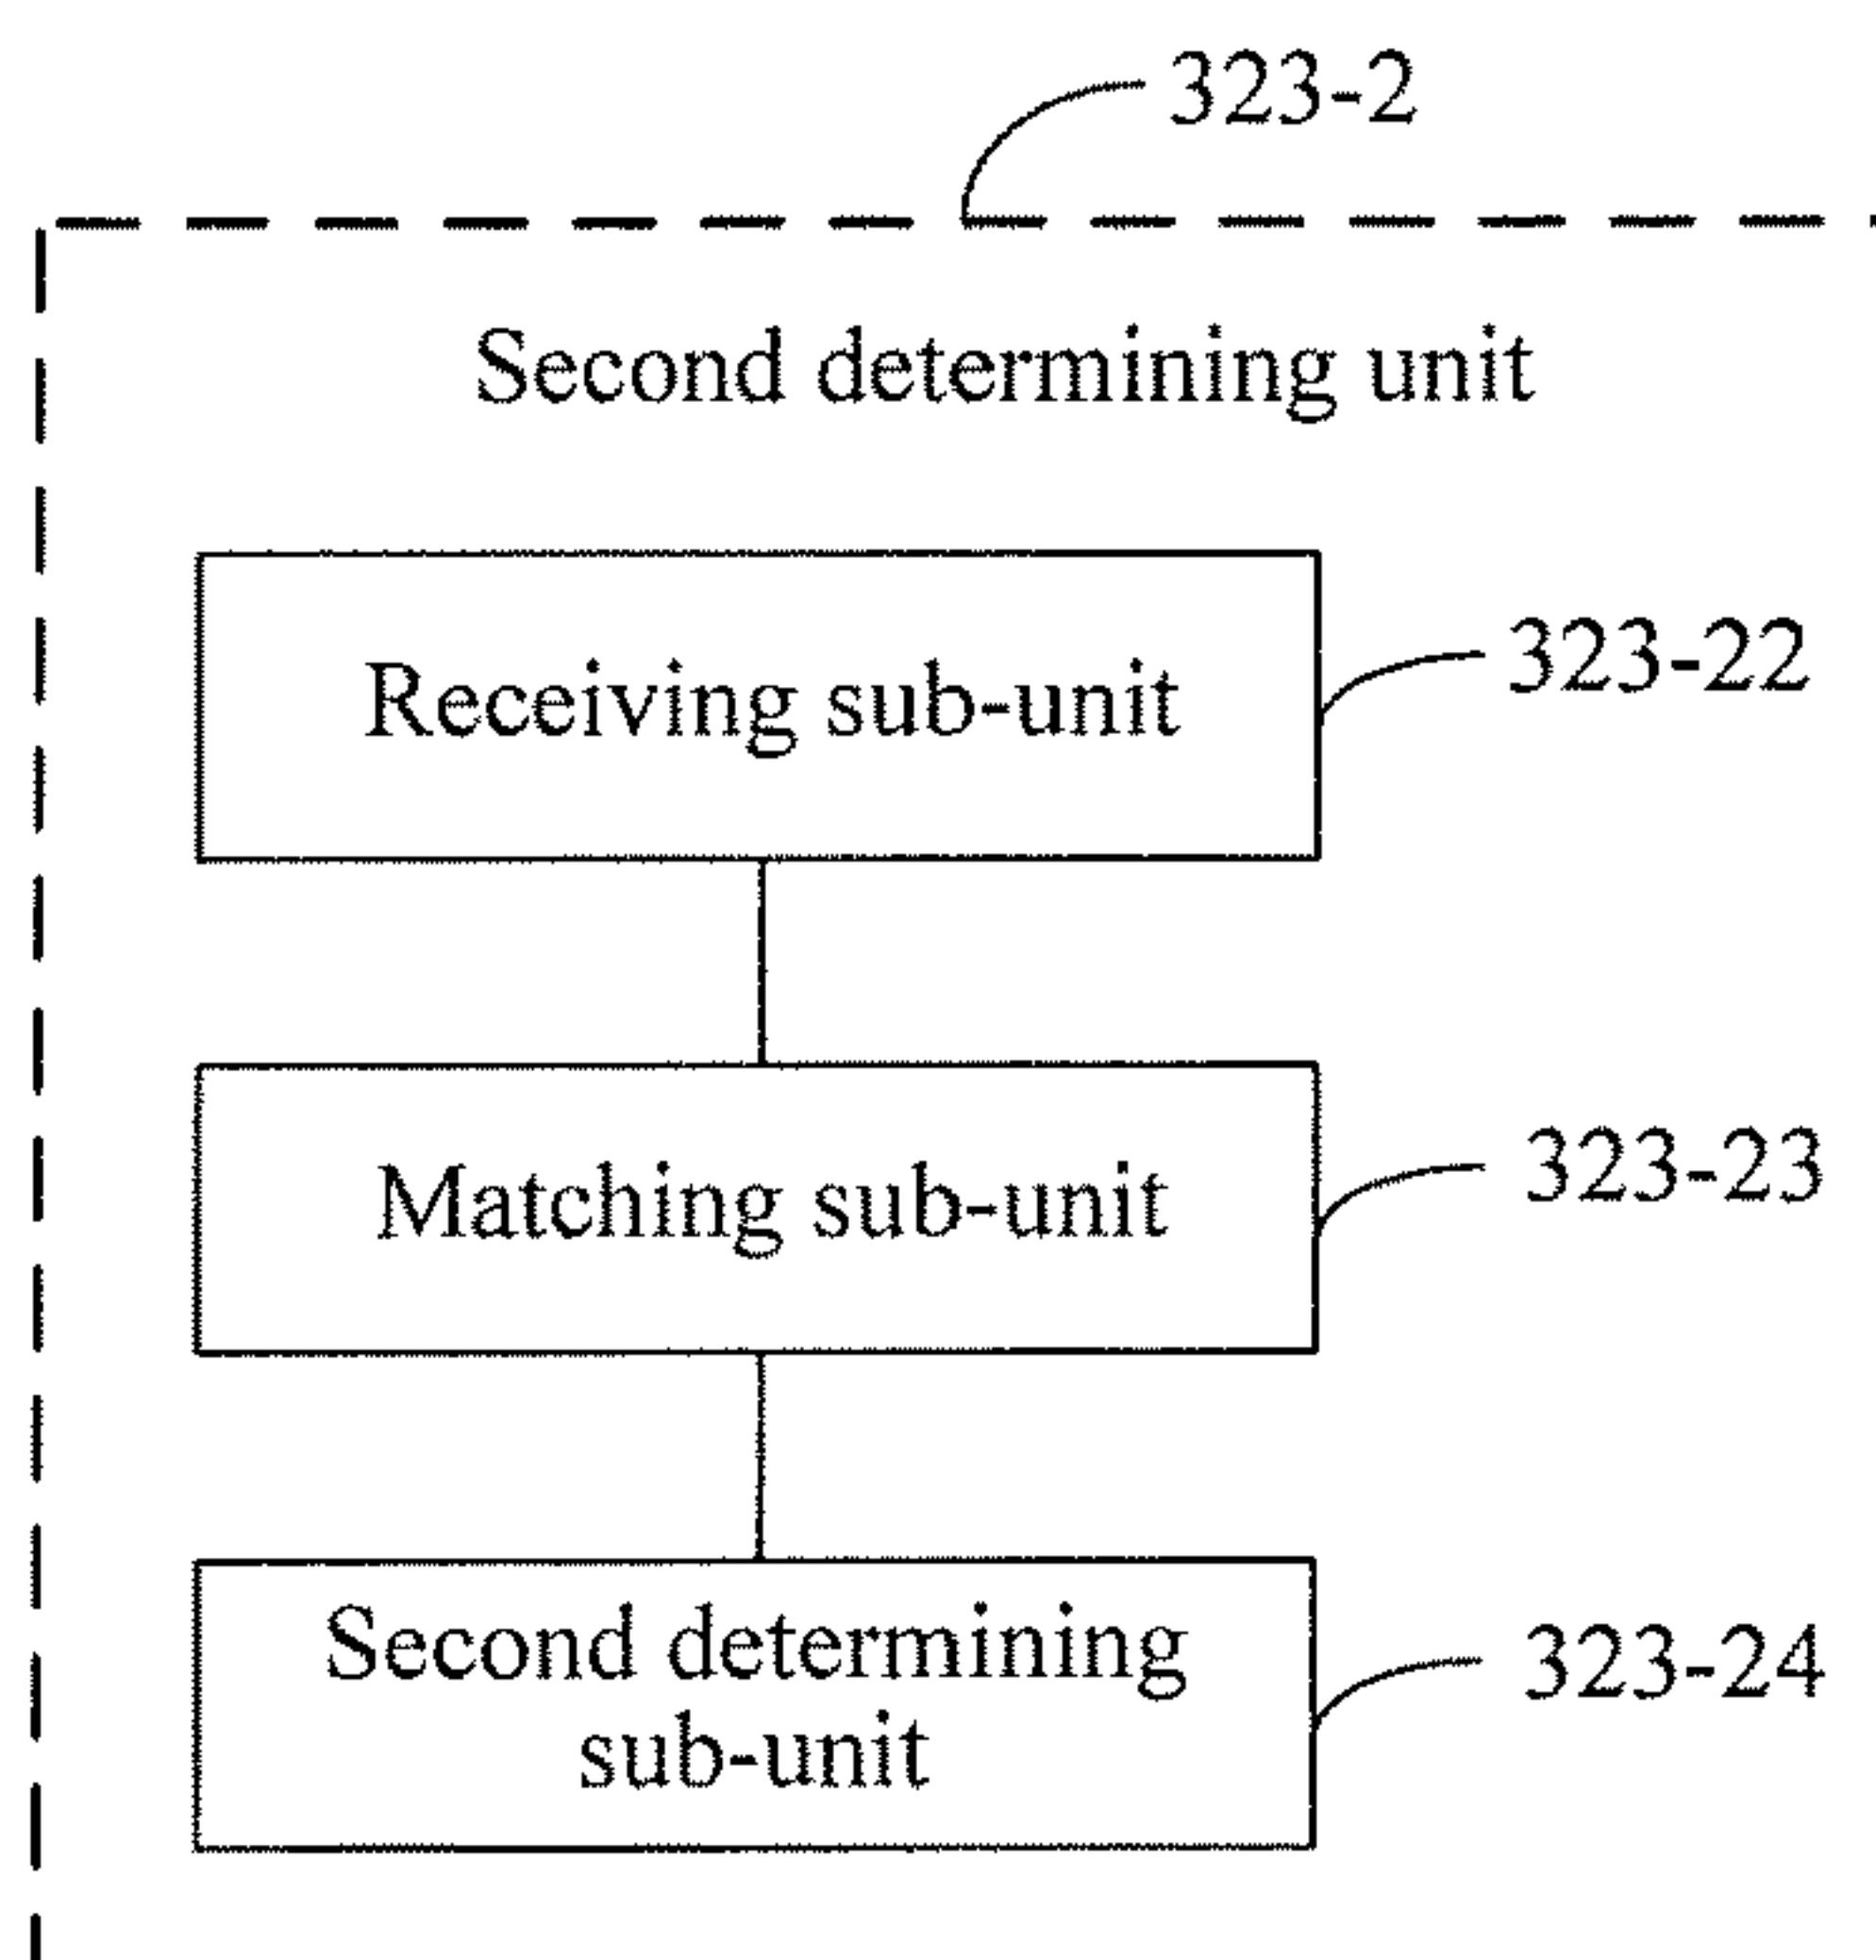 323-2
Second determining unit
Receiving sub-unit
323-22
Matching sub-unit
323-23
Second determining
sub-unit
323-24